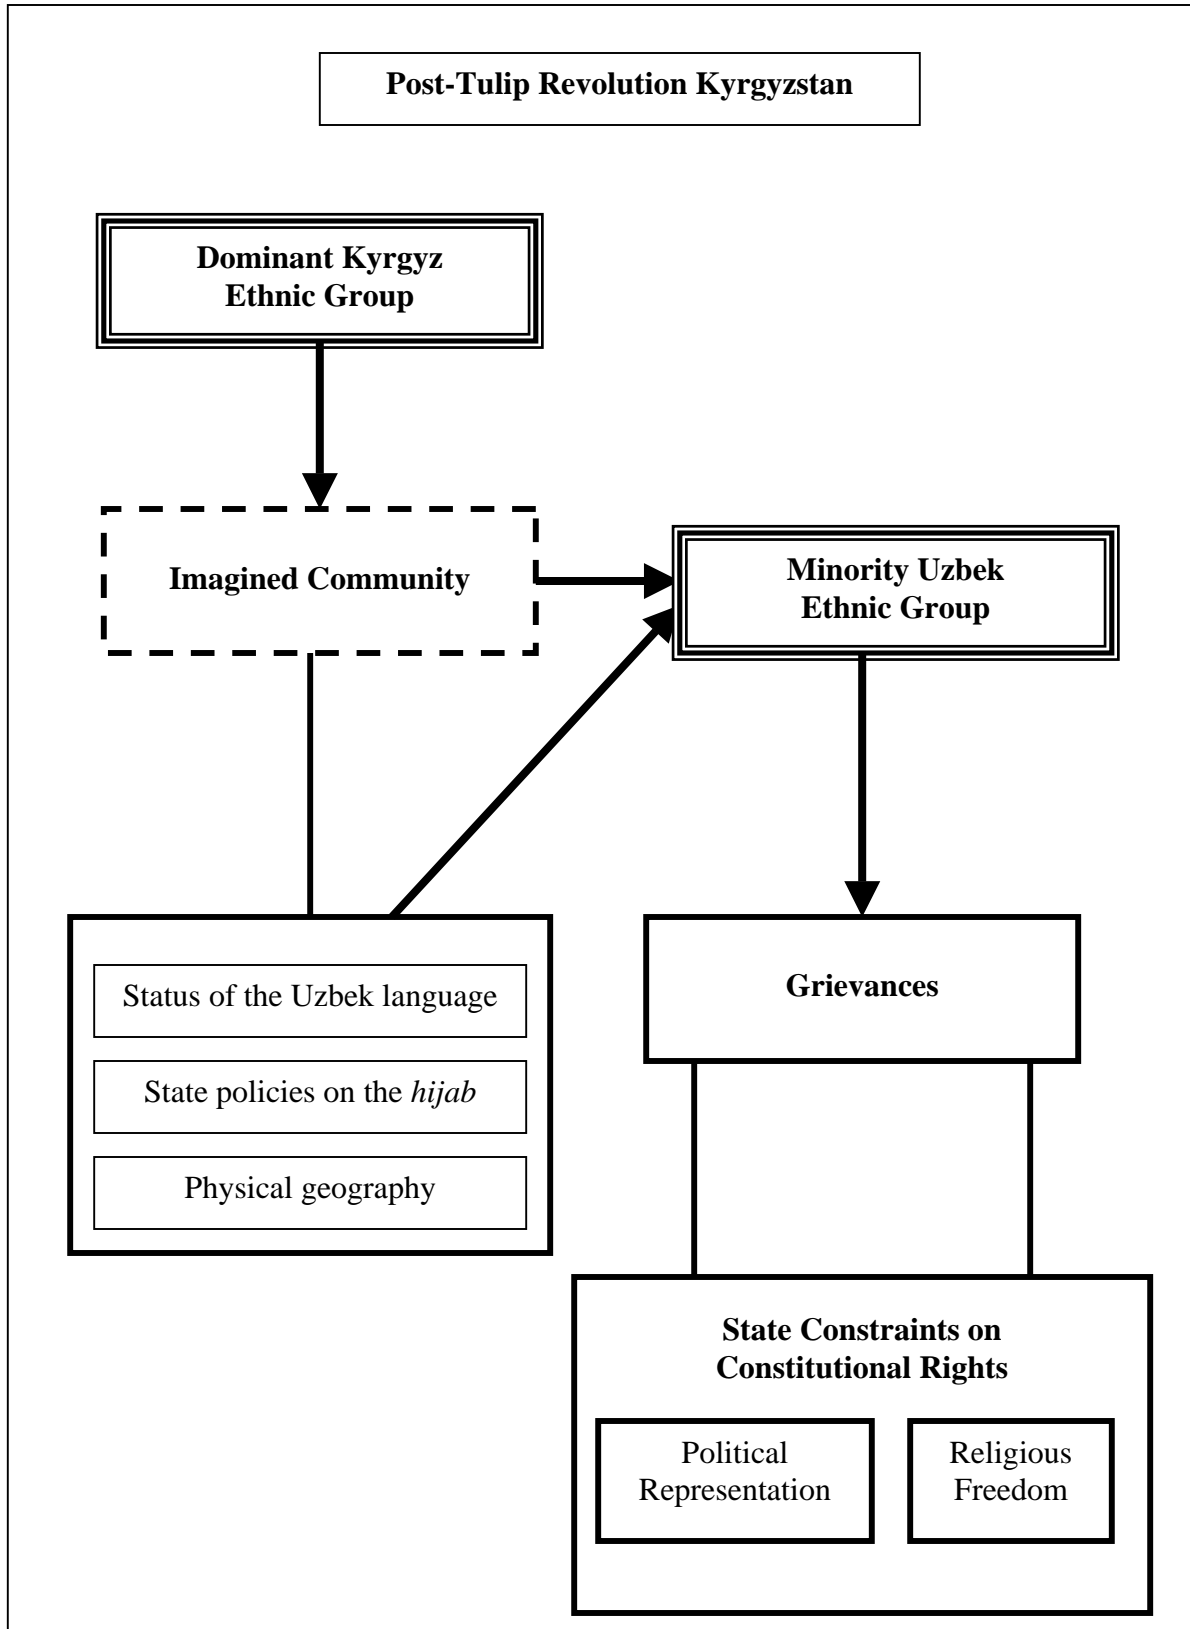 Post-Tulip Revolution Kyrgyzstan
Dominant Kyrgyz
Ethnic Group
Imagined Community
Minority Uzbek
Ethnic Group
Status of the Uzbek language
State policies on the hijab
Physical geography
Grievances
State Constraints on
Constitutional Rights
Political
Representation
Religious
Freedom